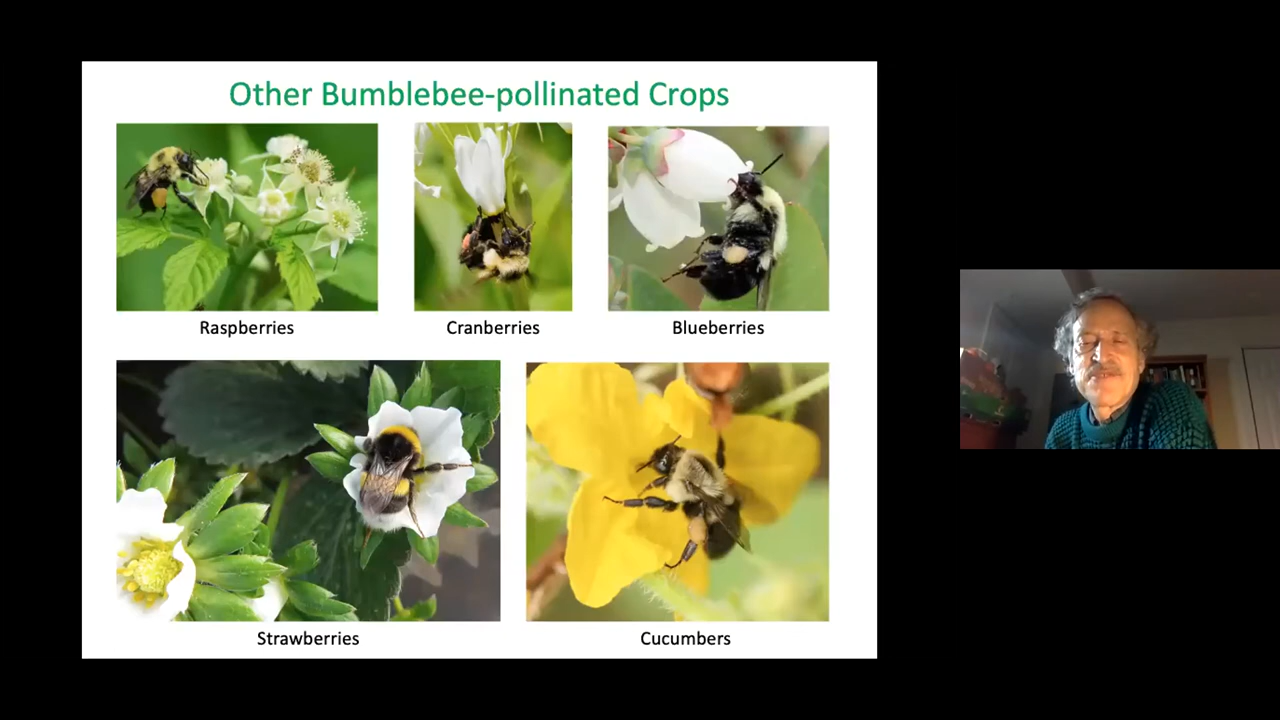 Other Bumblebee-pollinated Crops
Raspberries
Cranberries
Blueberries
Strawberries
Cucumbers